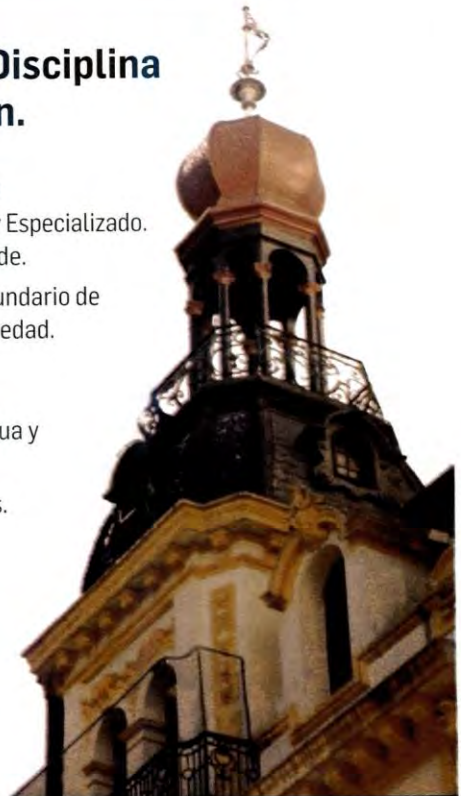 Disciplina
n.
Especializado.
de.
undario de
edad.
ua y
s.